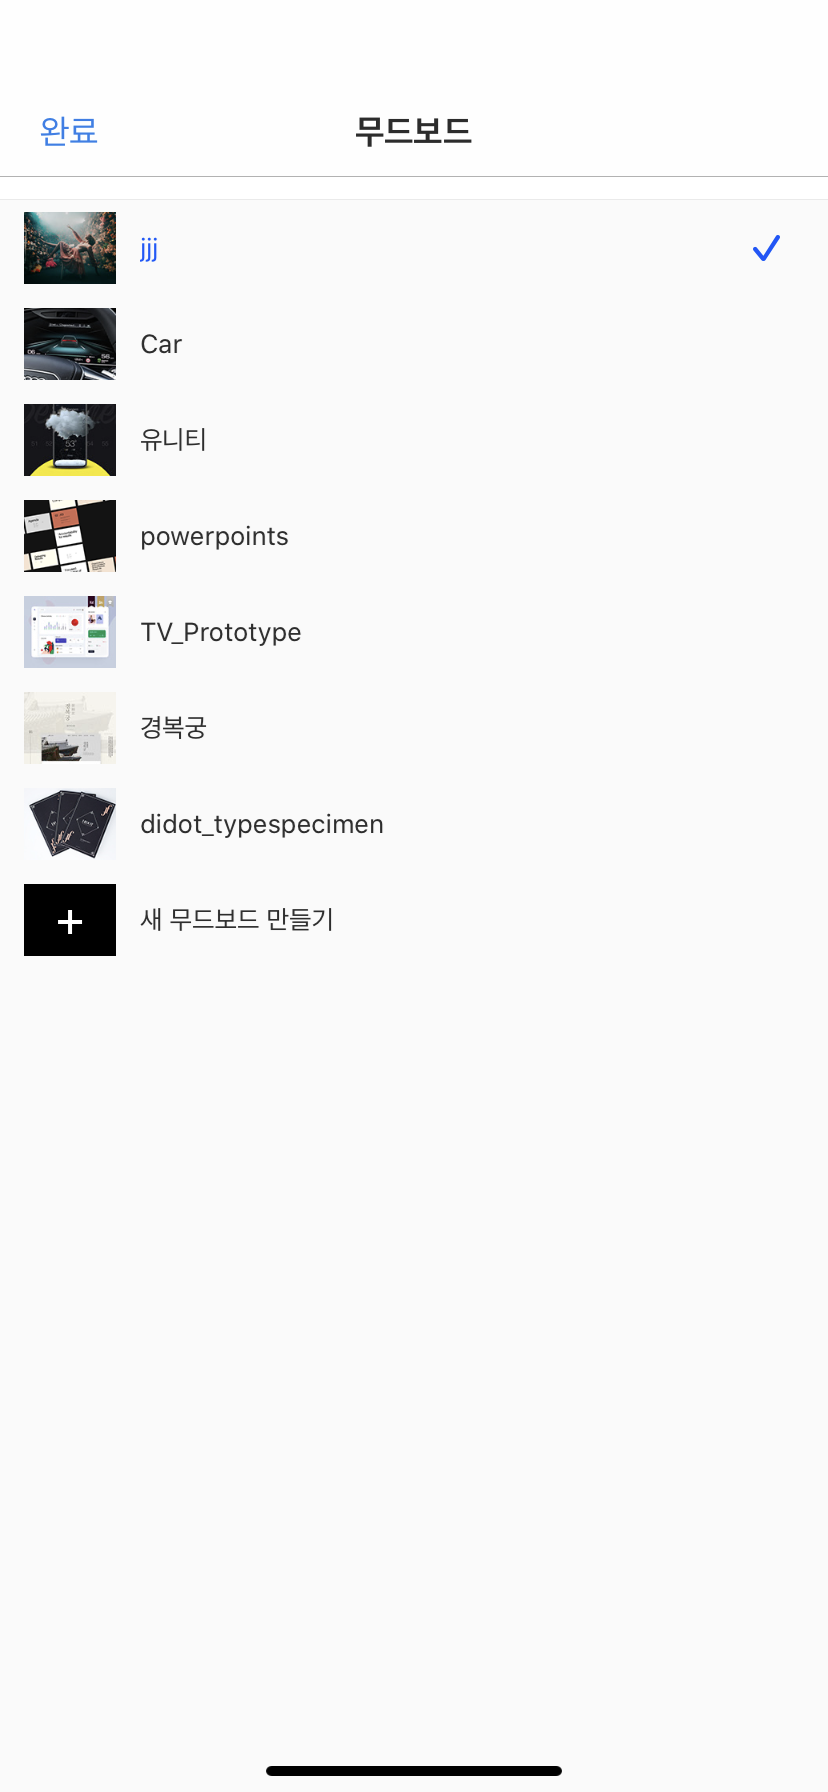 완료
무드보드
jjj
Car
유니티
powerpoints
TV_Prototype
경복궁
didot_typespecimen
새 무드보드 만들기